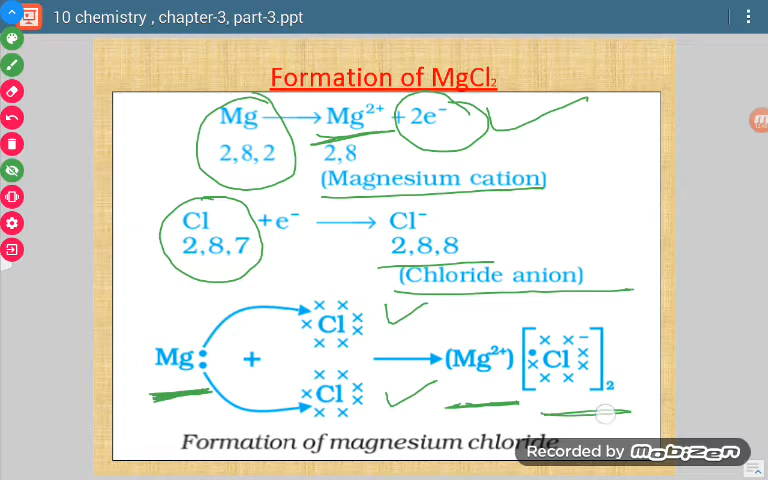 10 chemistry , chapter-3, part-3.ppt
Formation of MgCl₂
Mg ⟶ Mg²⁺ + 2e⁻
2,8,2 2,8
(Magnesium cation)
Cl +e⁻ ⟶ Cl⁻
2,8,7 2,8,8
(Chloride anion)
Cl
Mg + ⟶ (Mg²⁺) [Cl⁻]₂
Cl
Formation of magnesium chloride
Recorded by mobizen